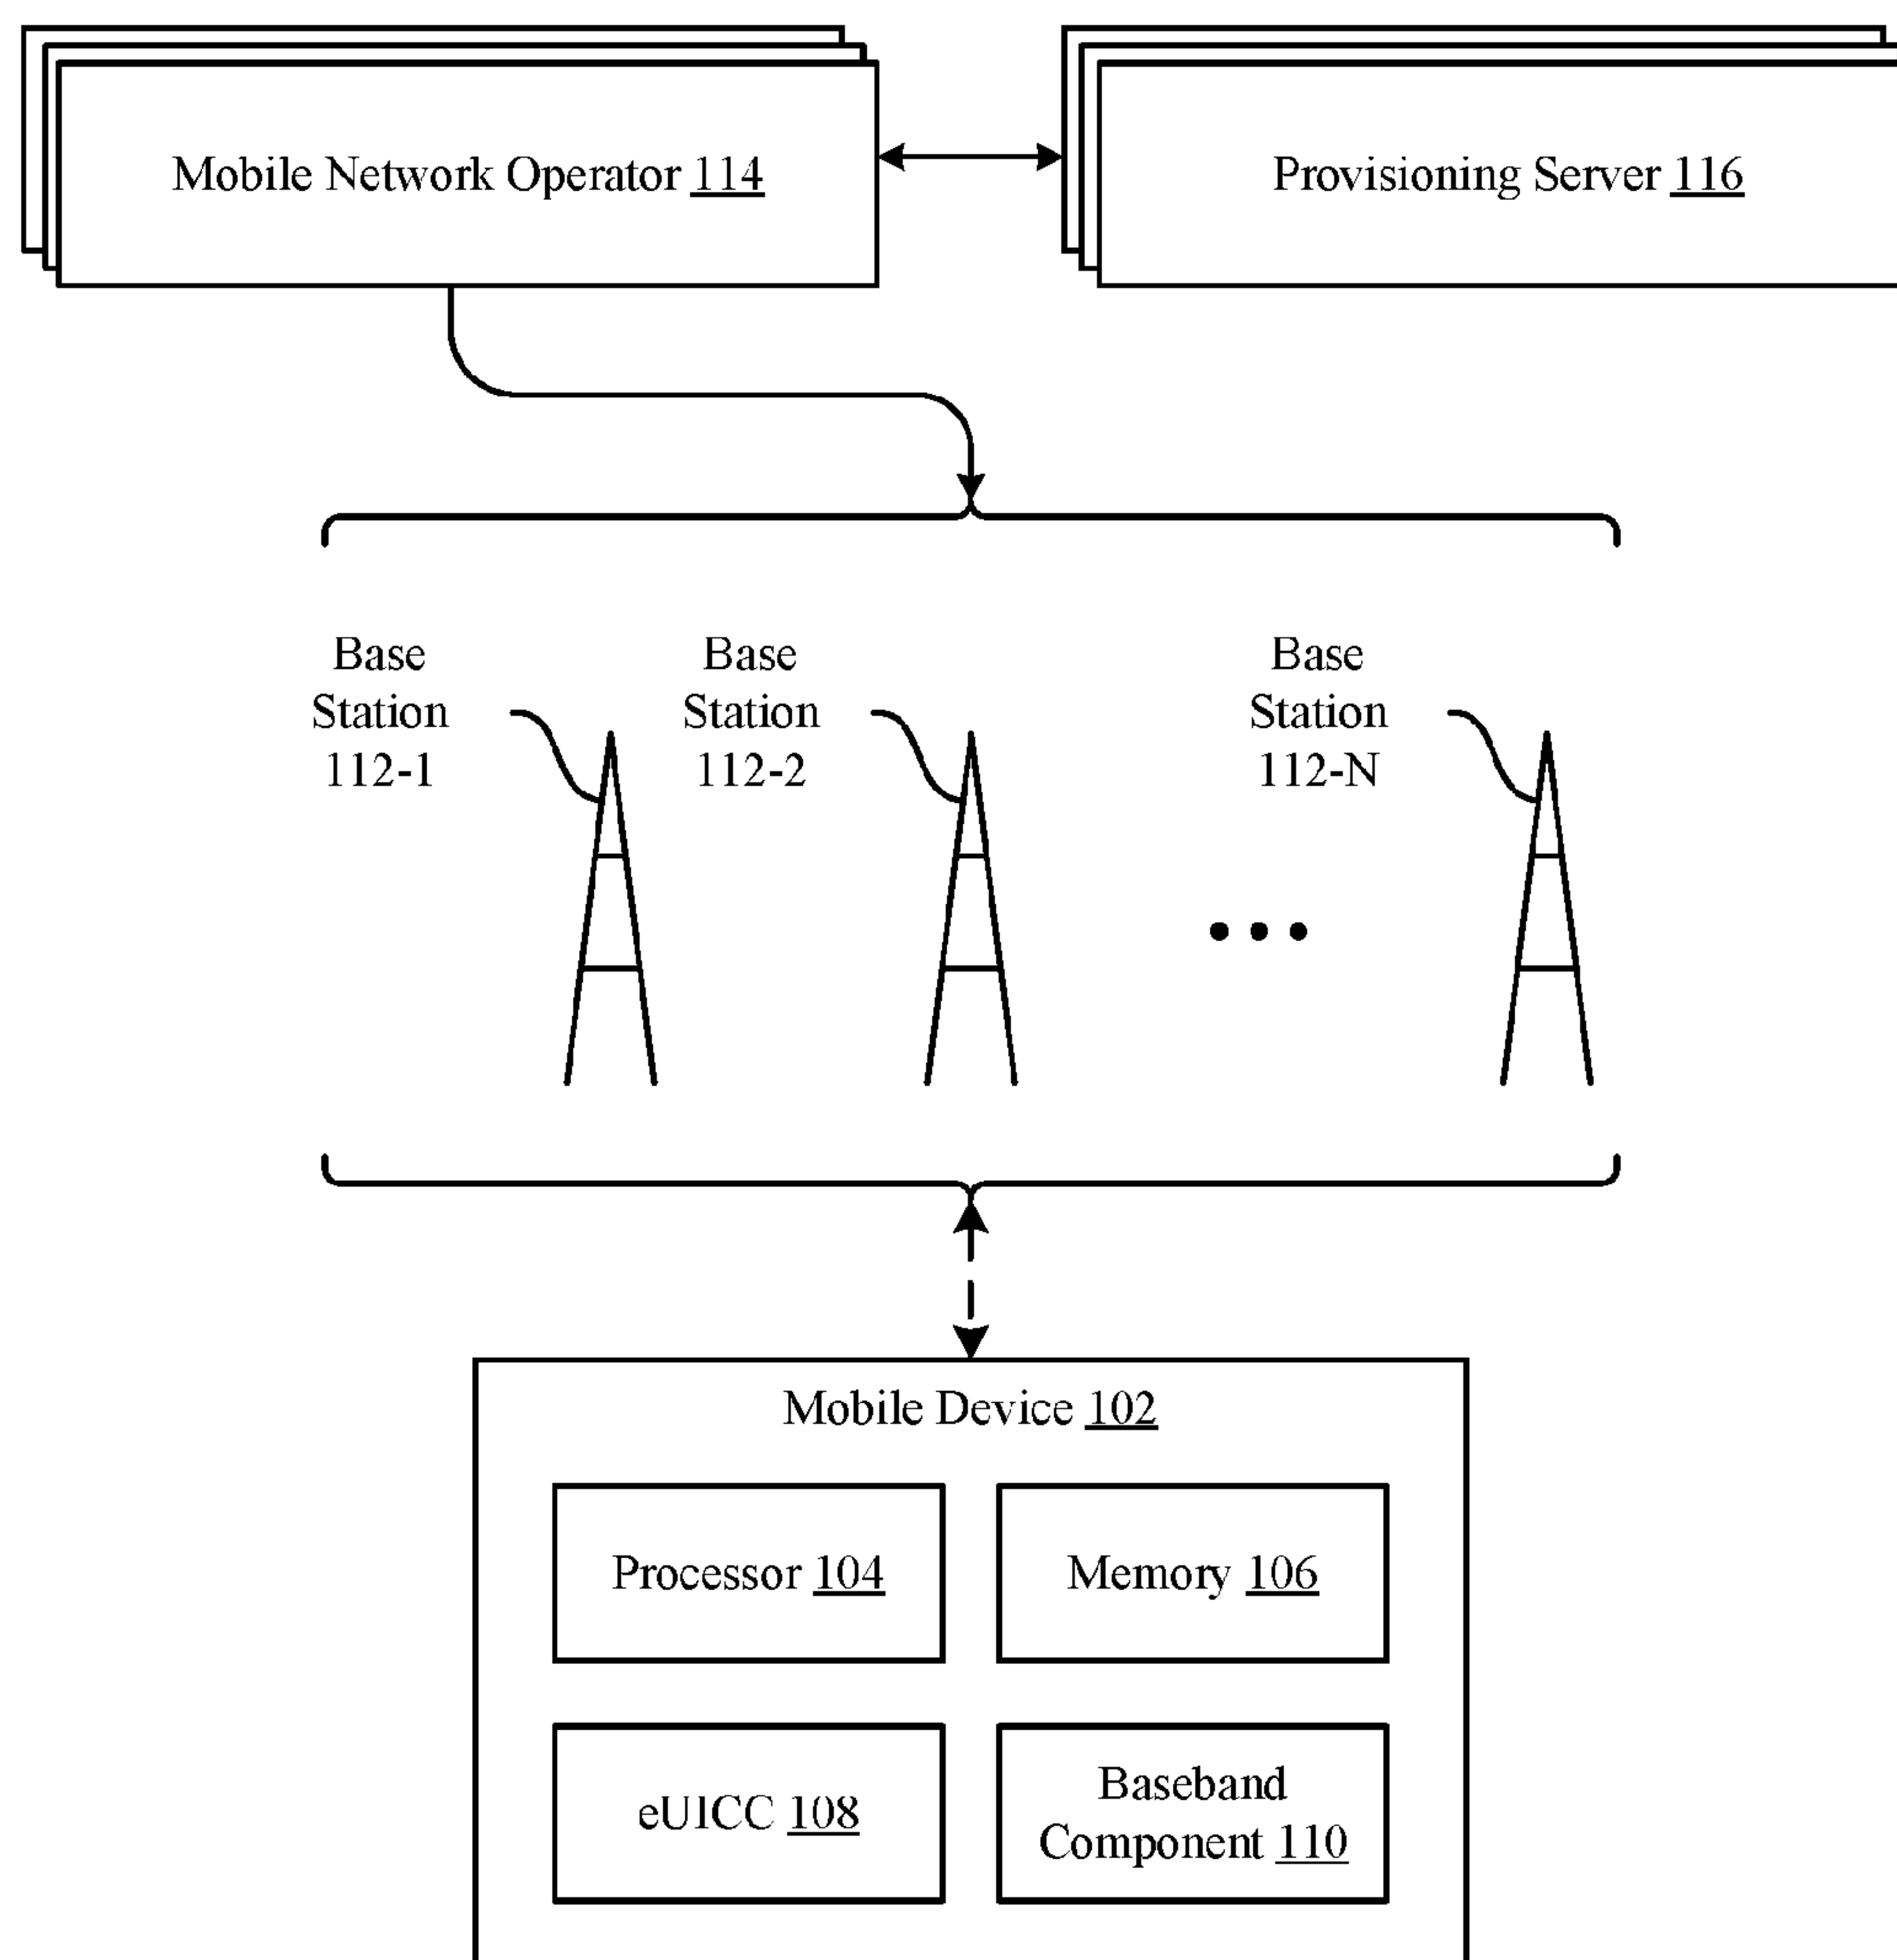 Mobile Network Operator 114
Provisioning Server 116
Base
Station
112-1
Base
Station
112-2
Base
Station
112-N
Mobile Device 102
Processor 104
Memory 106
eUICC 108
Baseband
Component 110